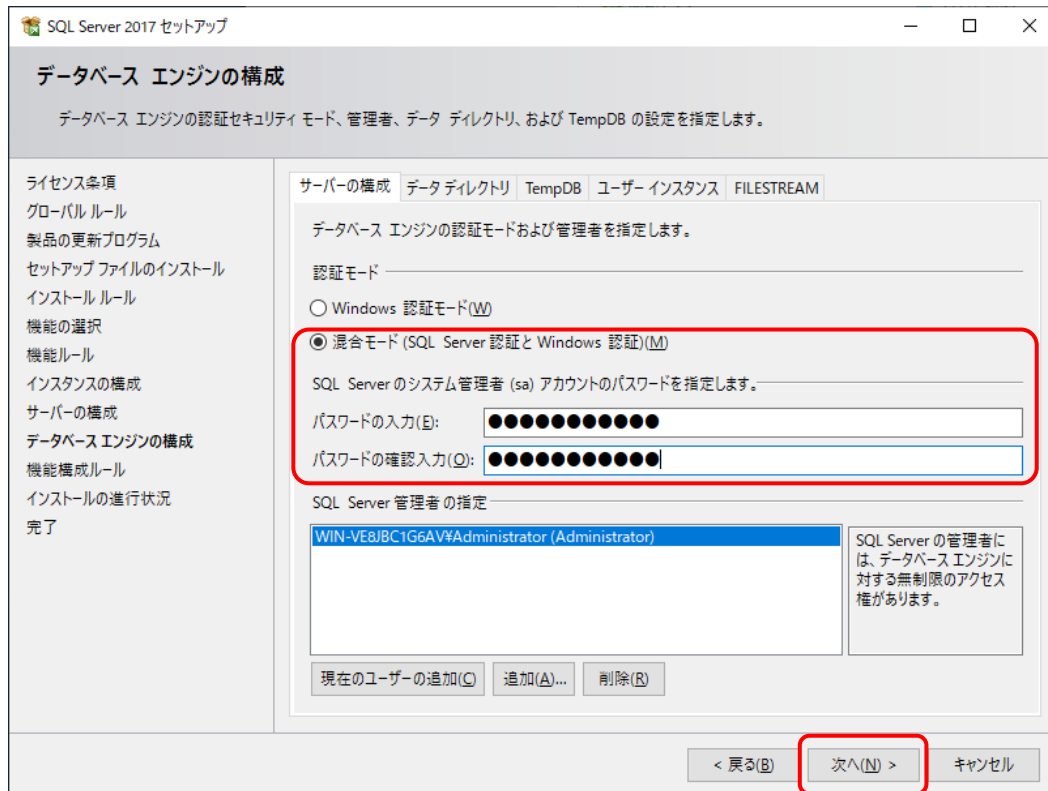 SQL Server 2017 セットアップ
データベース エンジンの構成
データベース エンジンの認証セキュリティ モード、管理者、データ ディレクトリ、および TempDB の設定を指定します。
ライセンス条項
グローバル ルール
製品の更新プログラム
セットアップ ファイルのインストール
インストール ルール
機能の選択
機能ルール
インスタンスの構成
サーバーの構成
データベース エンジンの構成
機能構成ルール
インストールの進行状況
完了
サーバーの構成 データ ディレクトリ TempDB ユーザー インスタンス FILESTREAM
データベース エンジンの認証モードおよび管理者を指定します。
認証モード
Windows 認証モード(W)
混合モード (SQL Server 認証と Windows 認証)(M)
SQL Server のシステム管理者 (sa) アカウントのパスワードを指定します。
パスワードの入力(E): ●●●●●●●●●●●
パスワードの確認入力(O): ●●●●●●●●●●●
SQL Server 管理者の指定
WIN-VE8JBC1G6AV¥Administrator (Administrator)
SQL Server の管理者に
は、データベース エンジンに
対する無制限のアクセス
権があります。
現在のユーザーの追加(C) 追加(A)... 削除(R)
< 戻る(B) 次へ(N) > キャンセル